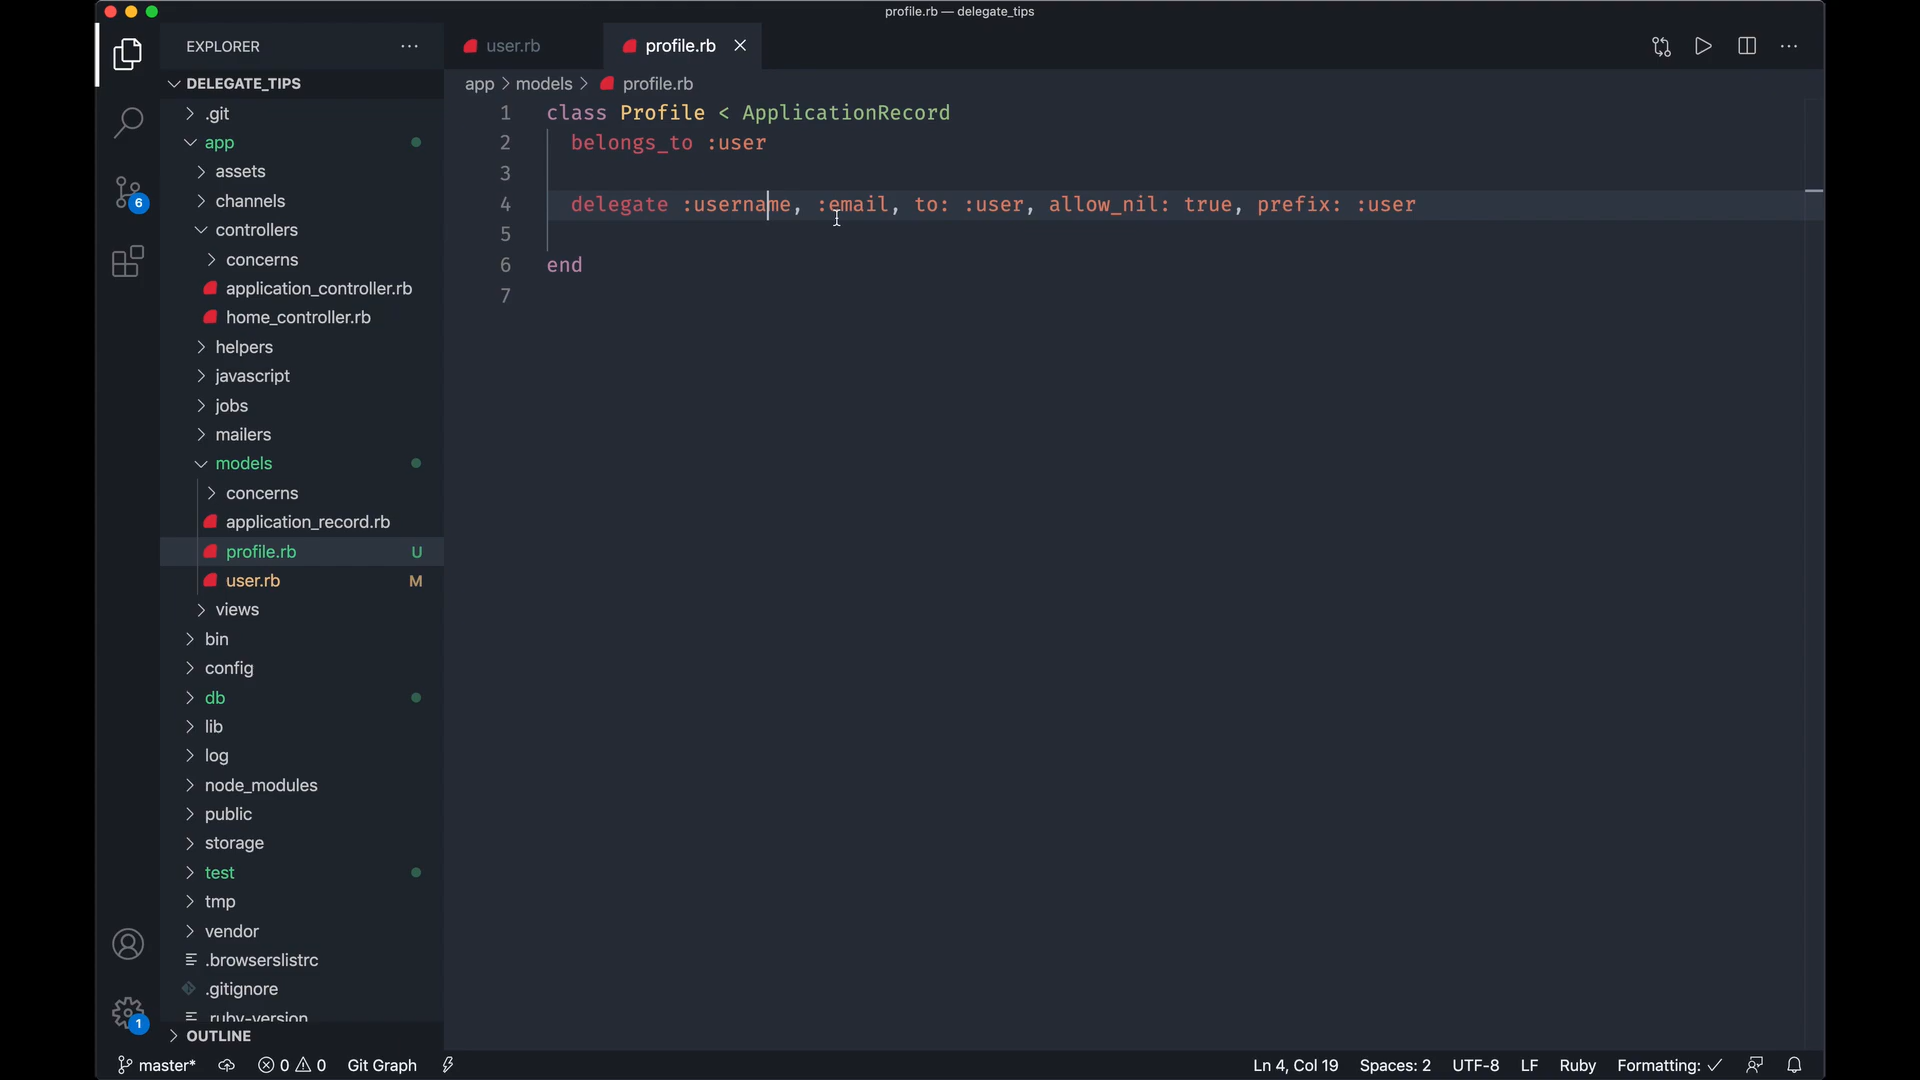 profile.rb — delegate_tips
EXPLORER
user.rb
profile.rb
DELEGATE_TIPS
app > models > profile.rb
.git
app
assets
channels
controllers
concerns
application_controller.rb
home_controller.rb
helpers
javascript
jobs
mailers
models
concerns
application_record.rb
profile.rb U
user.rb M
views
bin
config
db
lib
log
node_modules
public
storage
test
tmp
vendor
.browserslistrc
.gitignore
.ruby-version
OUTLINE
6
1
1 class Profile < ApplicationRecord
2 belongs_to :user
3
4 delegate :username, :email, to: :user, allow_nil: true, prefix: :user
5
6 end
7
master* 0 0 Git Graph Ln 4, Col 19 Spaces: 2 UTF-8 LF Ruby Formatting: ✓